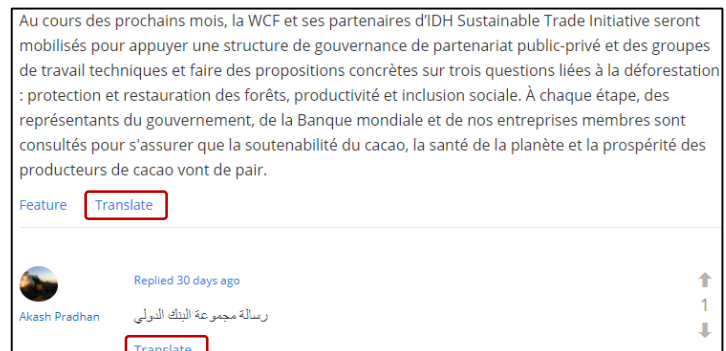 Au cours des prochains mois, la WCF et ses partenaires d'IDH Sustainable Trade Initiative seront
mobilisés pour appuyer une structure de gouvernance de partenariat public-privé et des groupes
de travail techniques et faire des propositions concrètes sur trois questions liées à la déforestation
: protection et restauration des forêts, productivité et inclusion sociale. À chaque étape, des
représentants du gouvernement, de la Banque mondiale et de nos entreprises membres sont
consultés pour s'assurer que la soutenabilité du cacao, la santé de la planète et la prospérité des
producteurs de cacao vont de pair.
Feature Translate
Replied 30 days ago
1
Akash Pradhan رسالة مجموعة البنك الدولي
Translate